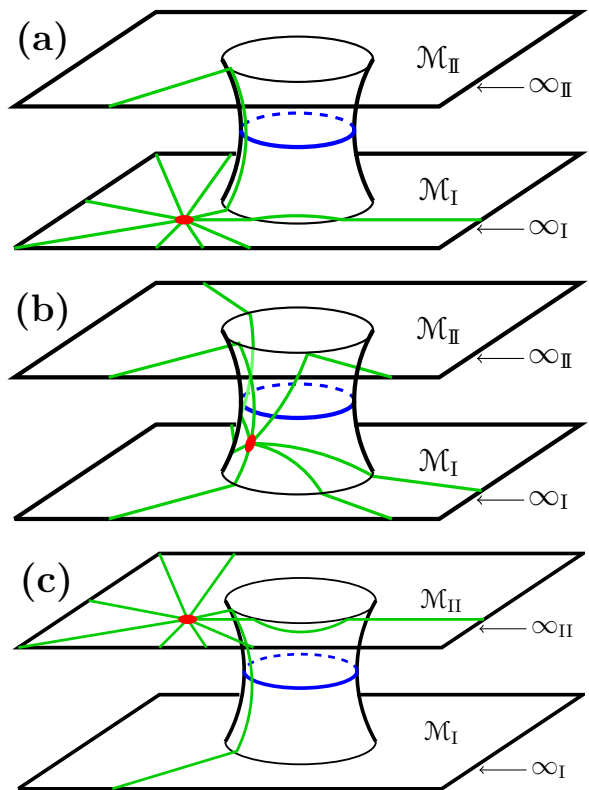 (a)
ℳ_II
←— ∞_II
ℳ_I
←— ∞_I
(b)
ℳ_II
←— ∞_II
ℳ_I
←— ∞_I
(c)
ℳ_II
←— ∞_II
ℳ_I
←— ∞_I